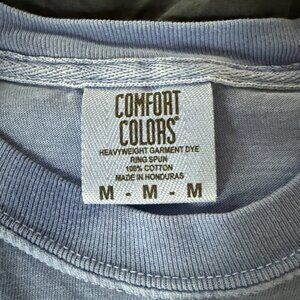 COMFORT
COLORS®
HEAVYWEIGHT GARMENT DYE
RING SPUN
100% COTTON
MADE IN HONDURAS
M - M - M